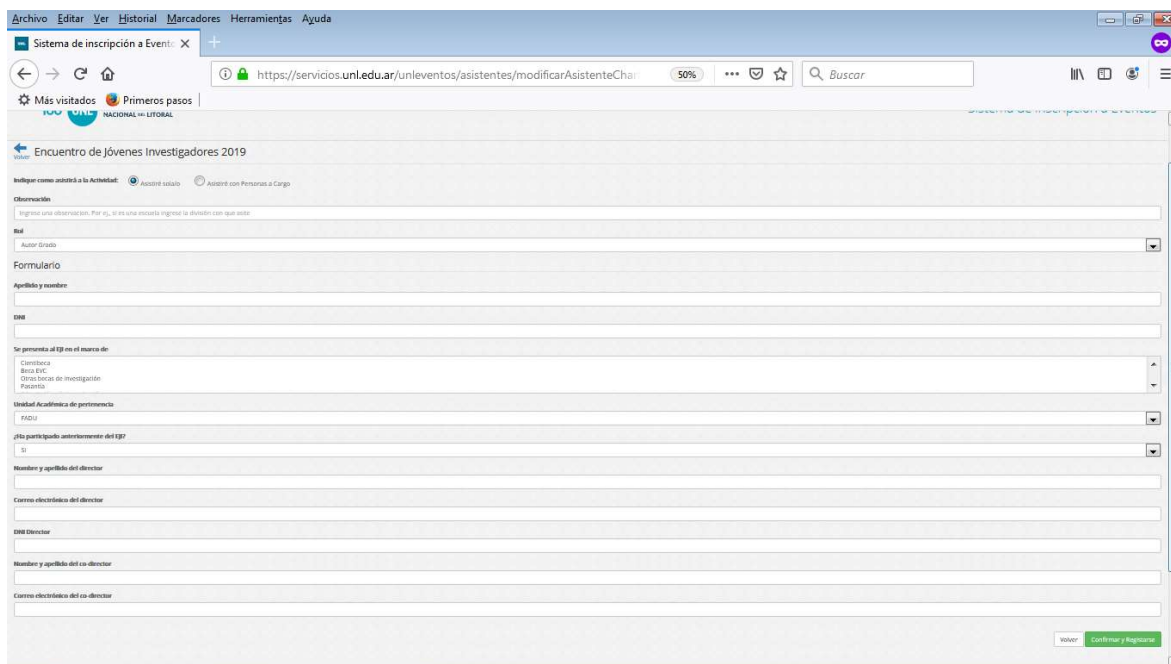 Archivo Editar Ver Historial Marcadores Herramientas Ayuda
Sistema de inscripción a Evento
https://servicios.unl.edu.ar/unleventos/asistentes/modificarAsistenteChar
50%
Buscar
Más visitados Primeros pasos
100 UNL NACIONAL DEL LITORAL
Sistema de Inscripción a Eventos
Volver Encuentro de Jóvenes Investigadores 2019
Indique como asistirá a la Actividad: Asistiré solo/a Asistiré con Personas a Cargo
Observación
Ingrese una observacion. Por ej., si es una escuela ingrese la división con que asiste
Rol
Autor Grado
Formulario
Apellido y nombre
DNI
Se presenta al EJI en el marco de
Cientibeca
Beca EVC
Otras becas de investigación
Pasantía
Unidad Académica de pertenencia
FADU
¿Ha participado anteriormente del EJI?
SI
Nombre y apellido del director
Correo electrónico del director
DNI Director
Nombre y apellido del co-director
Correo electrónico del co-director
Volver Confirmar y Registrarse